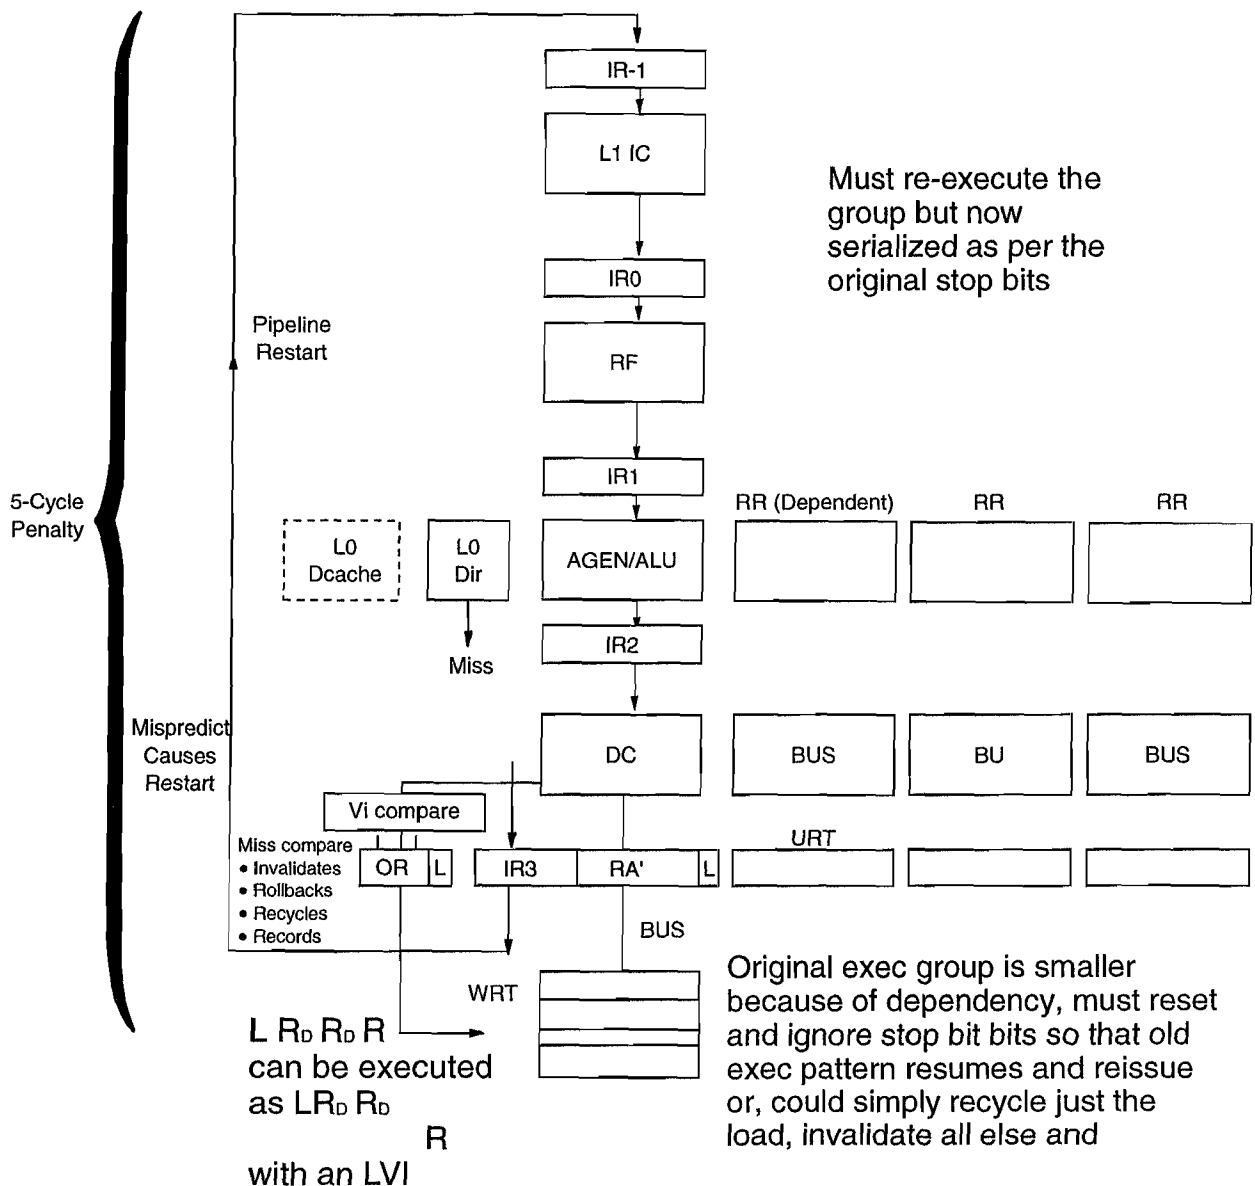 IR-1
L1 IC
Must re-execute the
group but now
serialized as per the
original stop bits
IR0
Pipeline
Restart
RF
IR1
5-Cycle
Penalty
RR (Dependent)
RR
RR
L0
Dcache
L0
Dir
AGEN/ALU
IR2
Miss
Mispredict
Causes
Restart
DC
BUS
BU
BUS
Vi compare
URT
Miss compare
• Invalidates
• Rollbacks
• Recycles
• Records
OR
L
IR3
RA'
L
BUS
WRT
Original exec group is smaller
because of dependency, must reset
and ignore stop bit bits so that old
exec pattern resumes and reissue
or, could simply recycle just the
load, invalidate all else and
L RD RD R
can be executed
as LRD RD
R
with an LVI